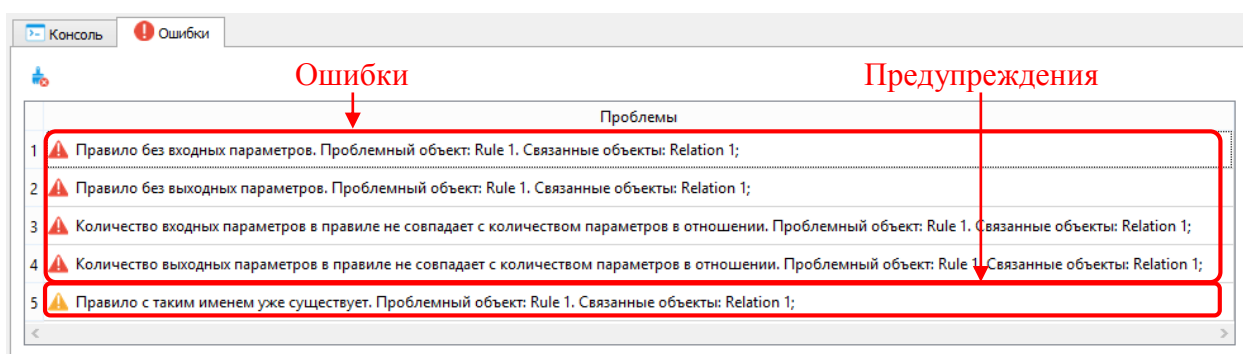 Консоль Ошибки
Ошибки Предупреждения
Проблемы
1 Правило без входных параметров. Проблемный объект: Rule 1. Связанные объекты: Relation 1;
2 Правило без выходных параметров. Проблемный объект: Rule 1. Связанные объекты: Relation 1;
3 Количество входных параметров в правиле не совпадает с количеством параметров в отношении. Проблемный объект: Rule 1. Связанные объекты: Relation 1;
4 Количество выходных параметров в правиле не совпадает с количеством параметров в отношении. Проблемный объект: Rule 1. Связанные объекты: Relation 1;
5 Правило с таким именем уже существует. Проблемный объект: Rule 1. Связанные объекты: Relation 1;